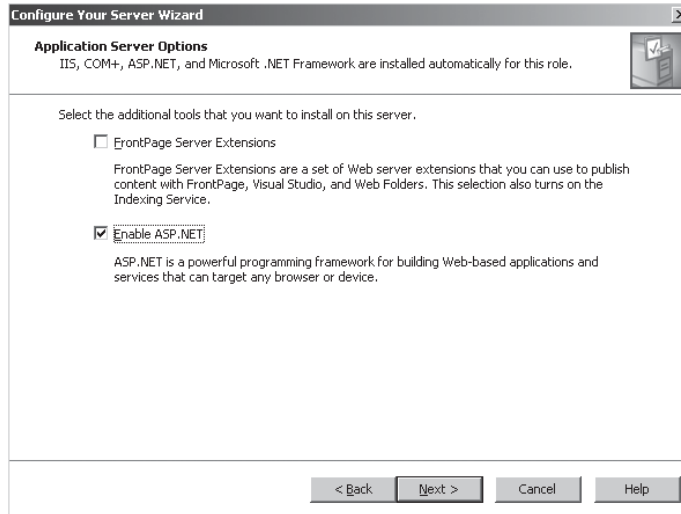 Configure Your Server Wizard
Application Server Options
IIS, COM+, ASP.NET, and Microsoft .NET Framework are installed automatically for this role.
Select the additional tools that you want to install on this server.
FrontPage Server Extensions
FrontPage Server Extensions are a set of Web server extensions that you can use to publish
content with FrontPage, Visual Studio, and Web Folders. This selection also turns on the
Indexing Service.
Enable ASP.NET
ASP.NET is a powerful programming framework for building Web-based applications and
services that can target any browser or device.
< Back
Next >
Cancel
Help